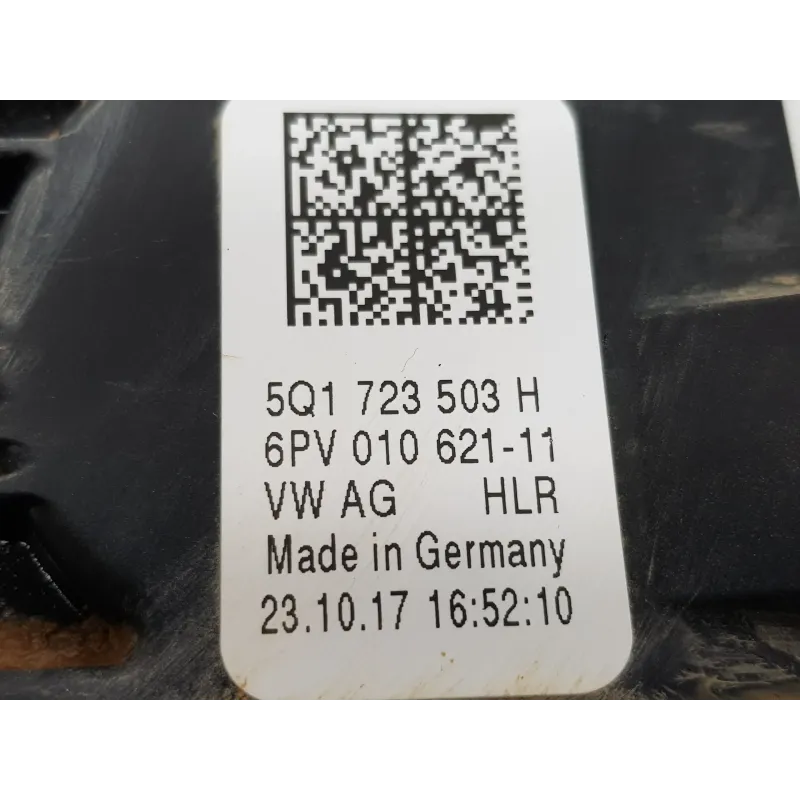 5Q1 723 503 H
6PV 010 621-11
VW AG HLR
Made in Germany
23.10.17 16:52:10